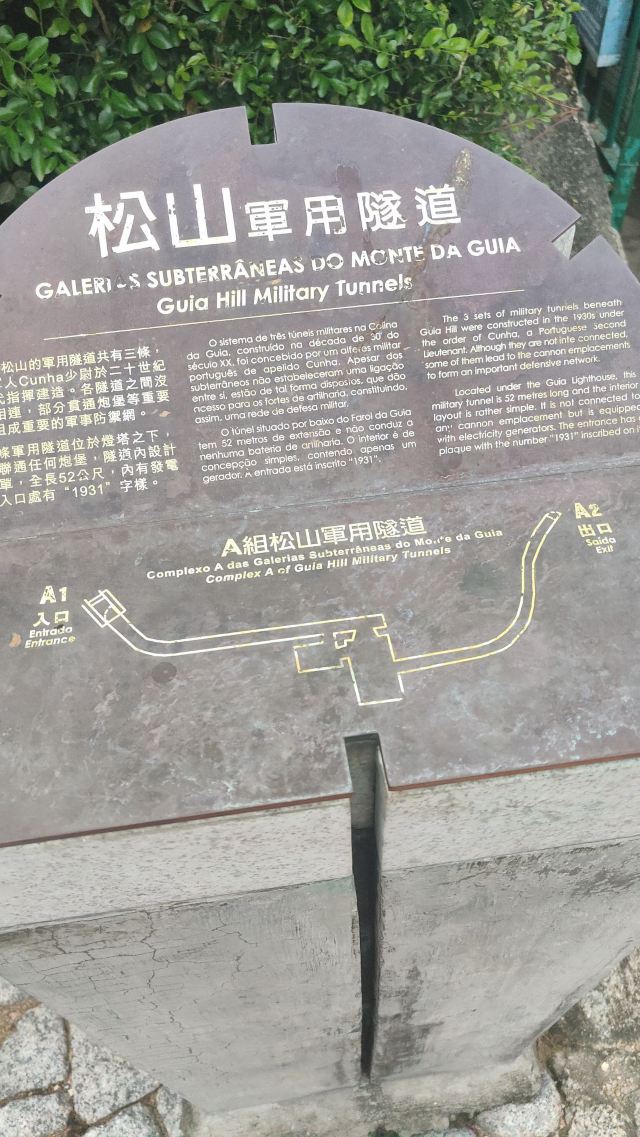 松山軍用隧道
GALERIAS SUBTERRÂNEAS DO MONTE DA GUIA
Guia Hill Military Tunnels
松山的軍用隧道共有三條，
人Cunha少尉於二十世紀
指揮建造。各隧道之間沒
相連，部分貫通炮堡等重要
組成重要的軍事防禦網。
條軍用隧道位於燈塔之下，
聯通任何炮堡，隧道內設計
單，全長52公尺，內有發電
入口處有“1931”字樣。
O sistema de três túneis militares na Colina
da Guia, construído na década de 30 do
século XX, foi concebido por um alferes militar
português de apelido Cunha. Apesar dos
subterrâneos não estabeleceram uma ligação
entre si, estão de tal forma dispostos, que dão
acesso para os fortes de artilharia, constituindo,
assim, uma rede de defesa militar.
O túnel situado por baixo do Farol da Guia
tem 52 metros de extensão e não conduz a
nenhuma bateria de artilharia. O interior é de
concepção simples, contendo apenas um
gerador. A entrada está inscrito “1931”.
The 3 sets of military tunnels beneath
Guia Hill were constructed in the 1930s under
the order of Cunha, a Portuguese Second
Lieutenant. Although they are not inte connected,
some of them lead to the cannon emplacements
to form an important defensive network.
Located under the Guia Lighthouse, this
military tunnel is 52 metres long and the interior
layout is rather simple. It is not connected to
any cannon emplacement but is equipped
with electricity generators. The entrance has
plaque with the number "1931" inscribed on
A組松山軍用隧道
Complexo A das Galerias Subterrâneas do Monte da Guia
Complex A of Guia Hill Military Tunnels
A1
入口
Entrada
Entrance
A2
出口
Saída
Exit